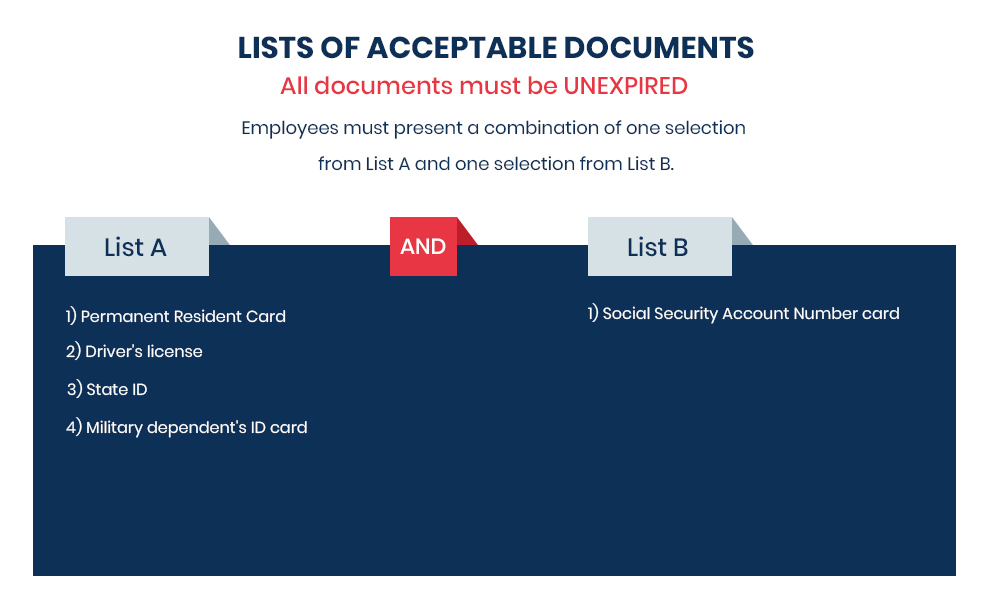 LISTS OF ACCEPTABLE DOCUMENTS
All documents must be UNEXPIRED
Employees must present a combination of one selection
from List A and one selection from List B.
List A
AND
List B
1) Permanent Resident Card
2) Driver's license
3) State ID
4) Military dependent's ID card
1) Social Security Account Number card